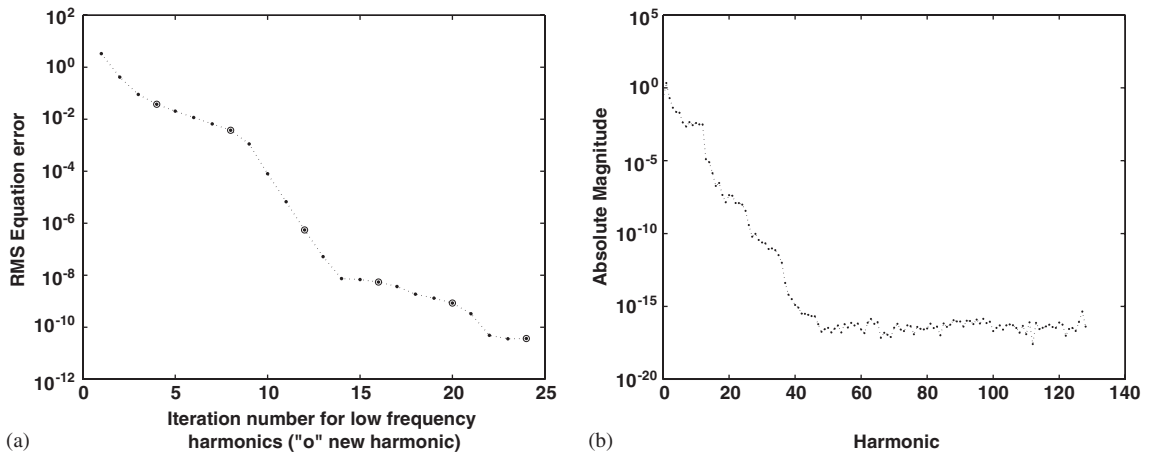 10^2
10^0
10^-2
10^-4
10^-6
10^-8
10^-10
10^-12
RMS Equation error
0 5 10 15 20 25
Iteration number for low frequency
harmonics ("o" new harmonic)
(a)
10^5
10^0
10^-5
10^-10
10^-15
10^-20
Absolute Magnitude
0 20 40 60 80 100 120 140
Harmonic
(b)